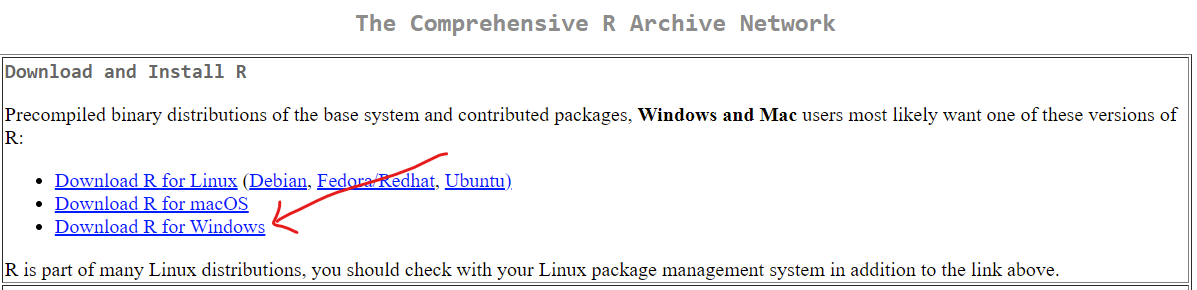 The Comprehensive R Archive Network
Download and Install R
Precompiled binary distributions of the base system and contributed packages, Windows and Mac users most likely want one of these versions of
R:
• Download R for Linux (Debian, Fedora/Redhat, Ubuntu)
• Download R for macOS
• Download R for Windows
R is part of many Linux distributions, you should check with your Linux package management system in addition to the link above.